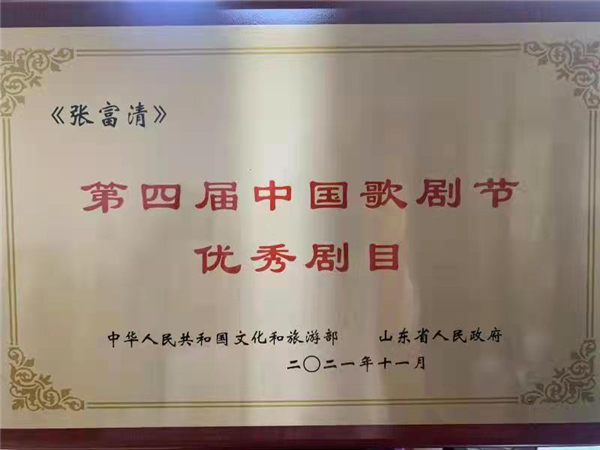 《张富清》
第四届中国歌剧节
优秀剧目
中华人民共和国文化和旅游部 山东省人民政府
二〇二一年十一月